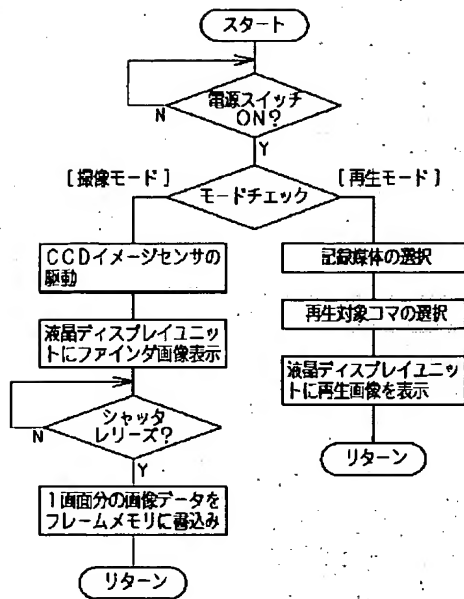 スタート
電源スイッチ
ON?
N
Y
[撮像モード]
モードチェック
[再生モード]
CCDイメージセンサの
駆動
液晶ディスプレイユニット
にファインダ画像表示
シャッタ
レリーズ?
N
Y
1画面分の画像データを
フレームメモリに書込み
リターン
記録媒体の選択
再生対象コマの選択
液晶ディスプレイユニッ
トに再生画像を表示
リターン